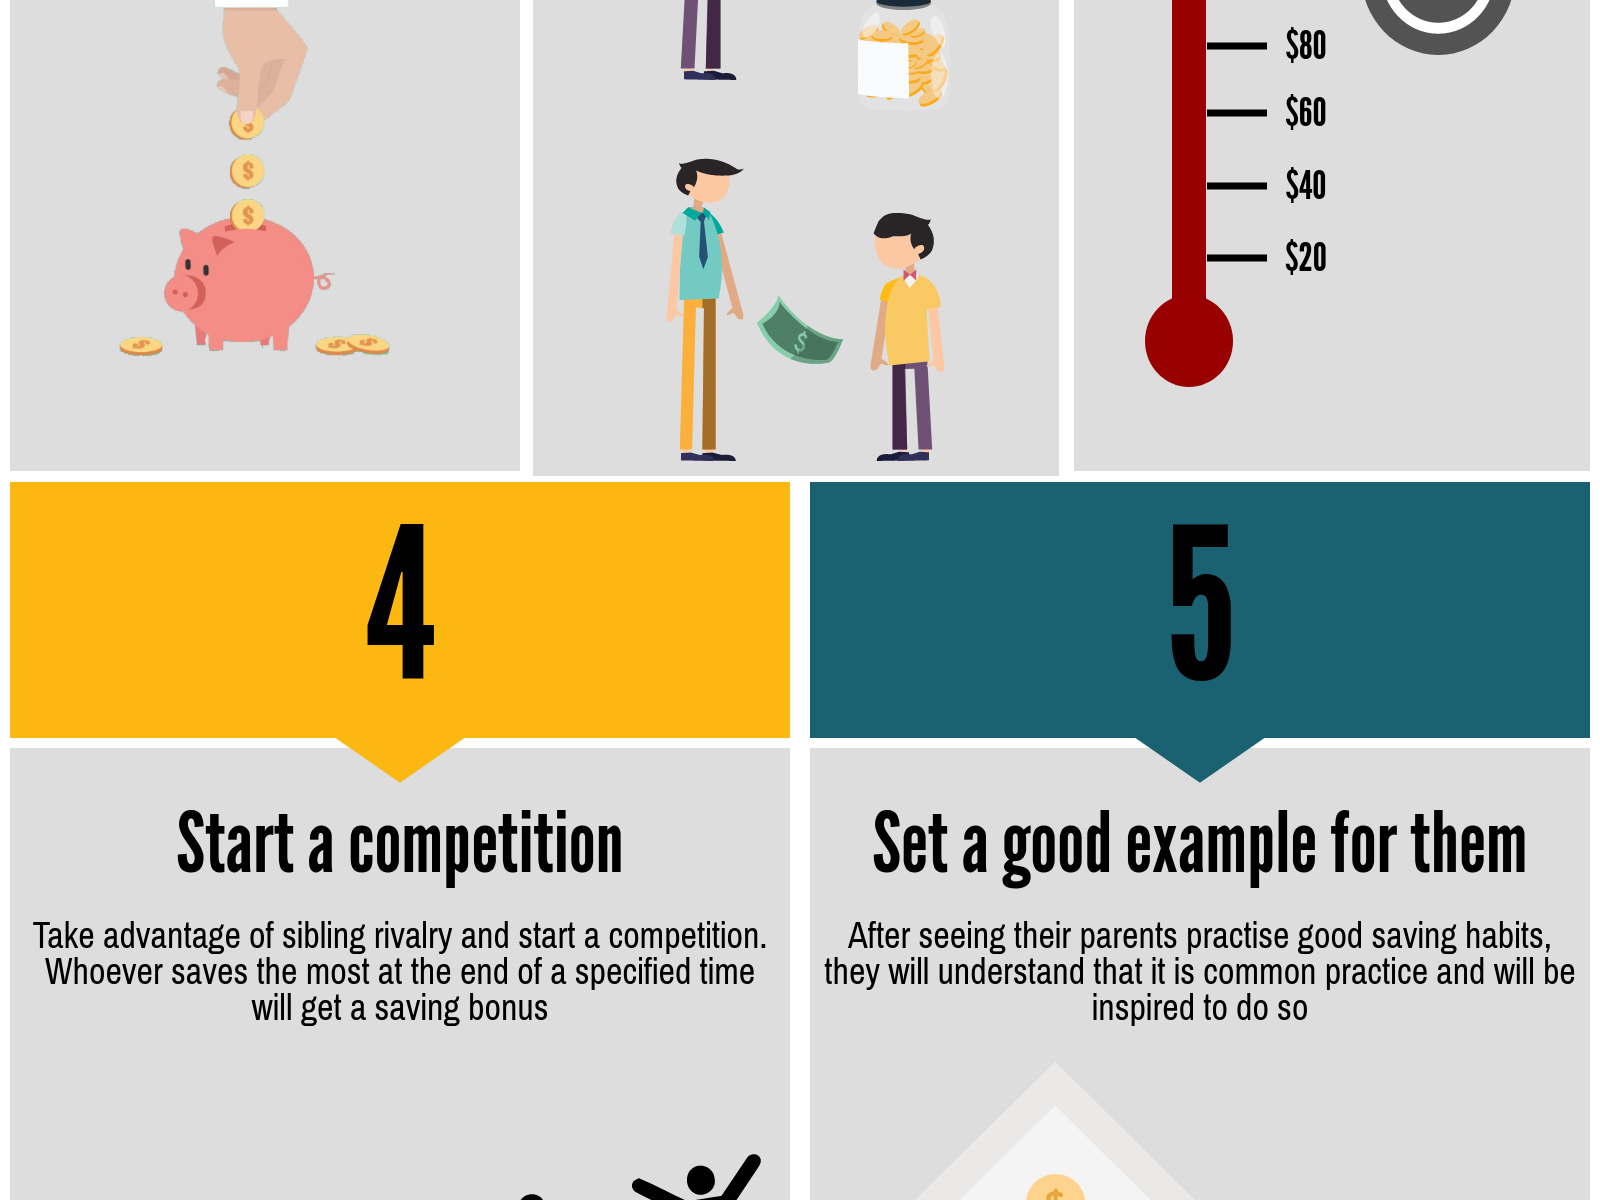 $80
$60
$40
$20
$
$
$
$
4
5
Start a competition
Take advantage of sibling rivalry and start a competition.
Whoever saves the most at the end of a specified time
will get a saving bonus
Set a good example for them
After seeing their parents practise good saving habits,
they will understand that it is common practice and will be
inspired to do so
$